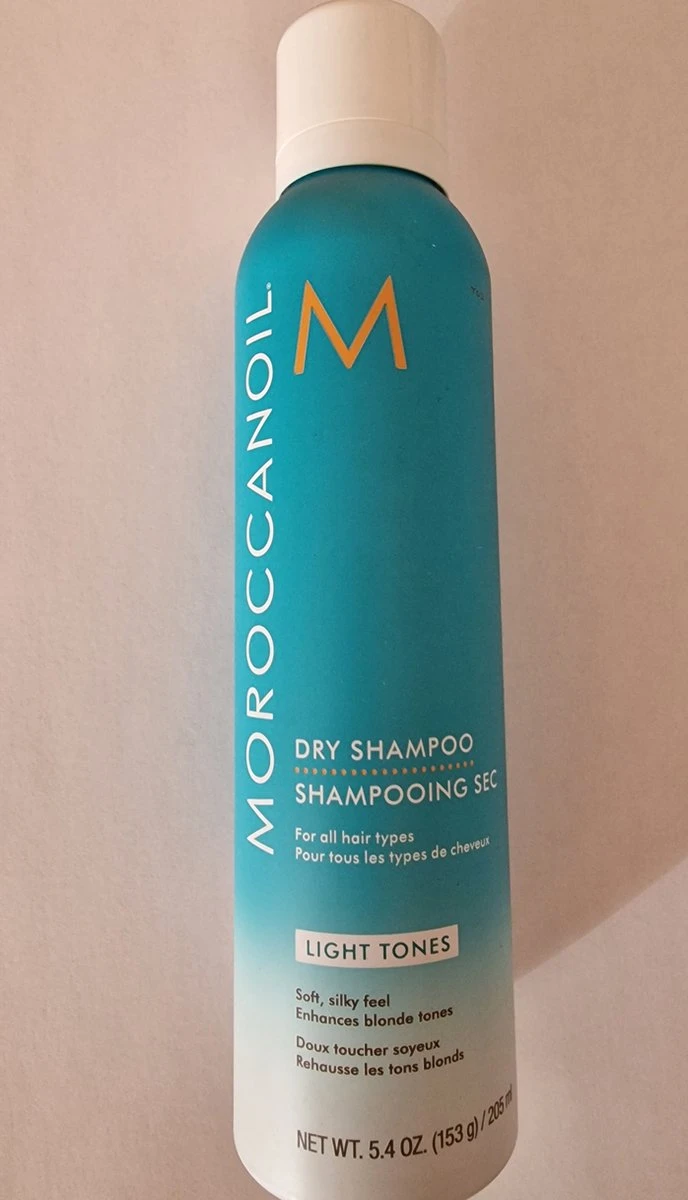 MOROCCANOIL®
M
DRY SHAMPOO
SHAMPOOING SEC
For all hair types
Pour tous les types de cheveux
LIGHT TONES
Soft, silky feel
Enhances blonde tones
Doux toucher soyeux
Rehausse les tons blonds
NET WT. 5.4 OZ. (153 g) / 205 ml